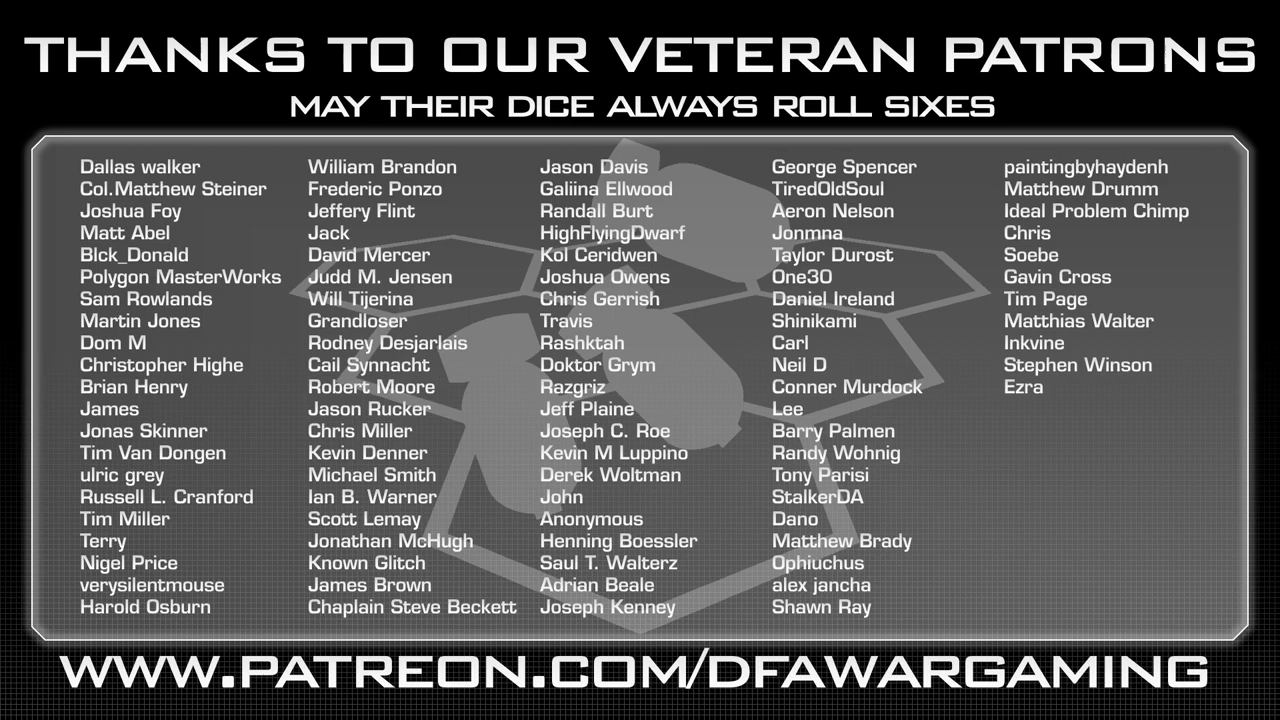 THANKS TO OUR VETERAN PATRONS
MAY THEIR DICE ALWAYS ROLL SIXES
Dallas walker
Col.Matthew Steiner
Joshua Foy
Matt Abel
Blck_Donald
Polygon MasterWorks
Sam Rowlands
Martin Jones
Dom M
Christopher Highe
Brian Henry
James
Jonas Skinner
Tim Van Dongen
ulric grey
Russell L. Cranford
Tim Miller
Terry
Nigel Price
verysilentmouse
Harold Osburn
William Brandon
Frederic Ponzo
Jeffery Flint
Jack
David Mercer
Judd M. Jensen
Will Tijerina
Grandloser
Rodney Desjarlais
Cail Synnacht
Robert Moore
Jason Rucker
Chris Miller
Kevin Denner
Michael Smith
Ian B. Warner
Scott Lemay
Jonathan McHugh
Known Glitch
James Brown
Chaplain Steve Beckett
Jason Davis
Galiina Ellwood
Randall Burt
HighFlyingDwarf
Kol Ceridwen
Joshua Owens
Chris Gerrish
Travis
Rashktah
Doktor Grym
Razgriz
Jeff Plaine
Joseph C. Roe
Kevin M Luppino
Derek Woltman
John
Anonymous
Henning Boessler
Saul T. Walterz
Adrian Beale
Joseph Kenney
George Spencer
TiredOldSoul
Aeron Nelson
Jonmna
Taylor Durost
One30
Daniel Ireland
Shinikami
Carl
Neil D
Conner Murdock
Lee
Barry Palmen
Randy Wohnig
Tony Parisi
StalkerDA
Dano
Matthew Brady
Ophiuchus
alex jancha
Shawn Ray
paintingbyhaydenh
Matthew Drumm
Ideal Problem Chimp
Chris
Soebe
Gavin Cross
Tim Page
Matthias Walter
Inkvine
Stephen Winson
Ezra
WWW.PATREON.COM/DFAWARGAMING